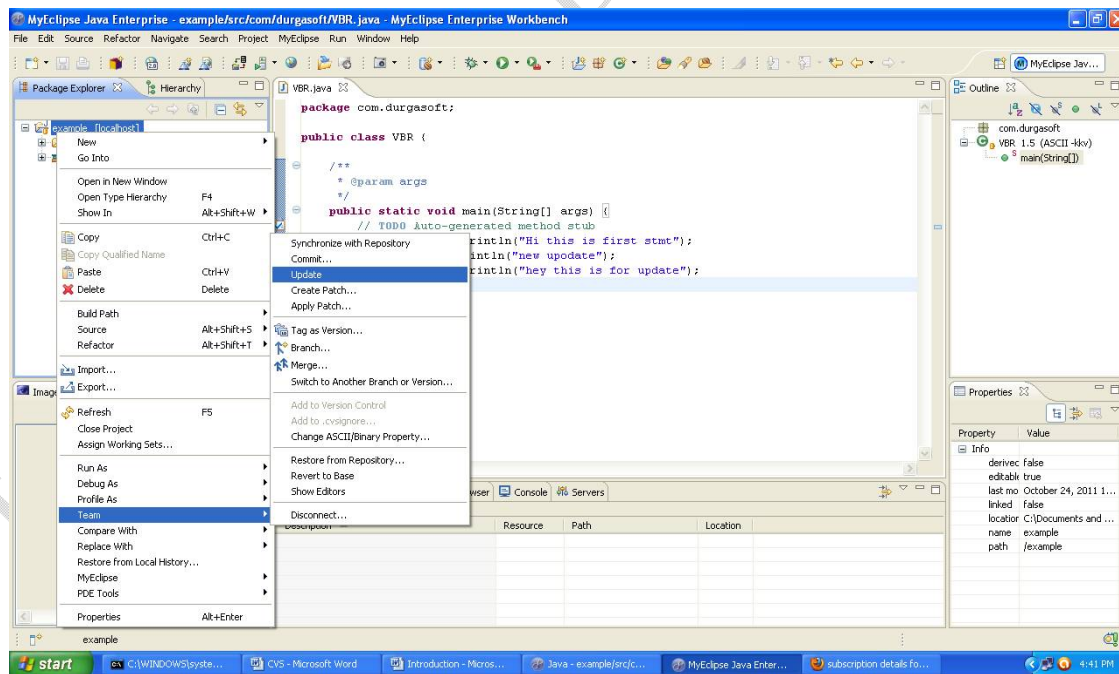 MyEclipse Java Enterprise - example/src/com/durgasoft/VBR.java - MyEclipse Enterprise Workbench
File Edit Source Refactor Navigate Search Project MyEclipse Run Window Help
MyEclipse Jav...
Package Explorer
Hierarchy
VBR.java
Outline
example [localhost]
package com.durgasoft;
public class VBR {
/**
* @param args
*/
public static void main(String[] args) {
// TODO Auto-generated method stub
rintln("Hi this is first stmt");
intln("new upodate");
rintln("hey this is for update");
com.durgasoft
VBR 1.5 (ASCII -kkv)
main(String[])
New
Go Into
Open in New Window
Open Type Hierarchy F4
Show In Alt+Shift+W
Copy Ctrl+C
Copy Qualified Name
Paste Ctrl+V
Delete Delete
Build Path
Source Alt+Shift+S
Refactor Alt+Shift+T
Import...
Export...
Refresh F5
Close Project
Assign Working Sets...
Run As
Debug As
Profile As
Team
Compare With
Replace With
Restore from Local History...
MyEclipse
PDE Tools
Properties Alt+Enter
Synchronize with Repository
Commit...
Update
Create Patch...
Apply Patch...
Tag as Version...
Branch...
Merge...
Switch to Another Branch or Version...
Add to Version Control
Add to .cvsignore...
Change ASCII/Binary Property...
Restore from Repository...
Revert to Base
Show Editors
Disconnect...
Image
wser
Console
Servers
Description Resource Path Location
Properties
Property Value
Info
derivec false
editable true
last mo October 24, 2011 1...
linked false
location C:\Documents and ...
name example
path /example
example
start
C:\WINDOWS\syste...
CVS - Microsoft Word
Introduction - Micros...
Java - example/src/c...
MyEclipse Java Enter...
subscription details fo...
4:41 PM